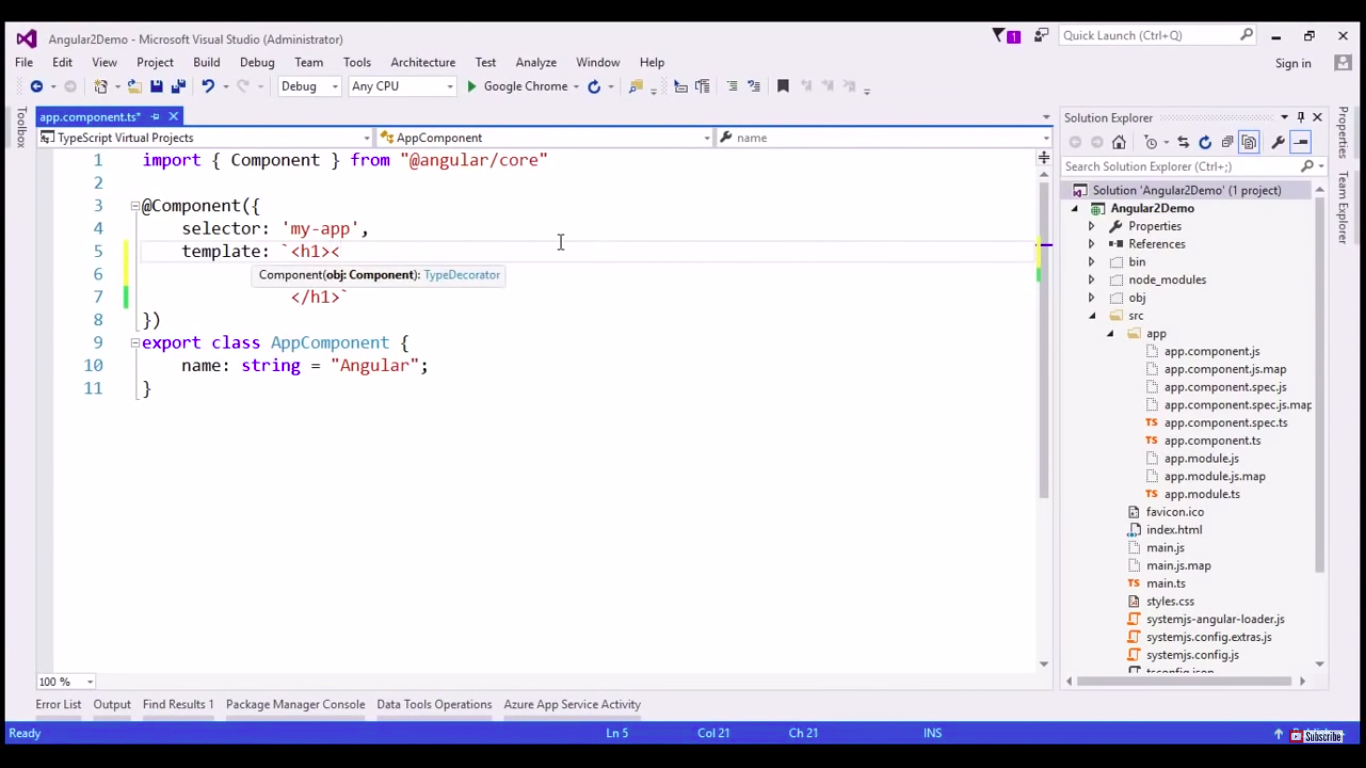 Angular2Demo - Microsoft Visual Studio (Administrator)
1
Quick Launch (Ctrl+Q)
File Edit View Project Build Debug Team Tools Architecture Test Analyze Window Help
Sign in
Debug Any CPU Google Chrome
app.component.ts*
TypeScript Virtual Projects AppComponent name
Toolbox
1 import { Component } from "@angular/core"
2
3 @Component({
4 selector: 'my-app',
5 template: `<h1><
6
Component(obj: Component): TypeDecorator
7 </h1>`
8 })
9 export class AppComponent {
10 name: string = "Angular";
11 }
100 %
Solution Explorer
Search Solution Explorer (Ctrl+;)
Solution 'Angular2Demo' (1 project)
Angular2Demo
Properties
References
bin
node_modules
obj
src
app
app.component.js
app.component.js.map
app.component.spec.js
app.component.spec.js.map
app.component.spec.ts
app.component.ts
app.module.js
app.module.js.map
app.module.ts
favicon.ico
index.html
main.js
main.js.map
main.ts
styles.css
systemjs-angular-loader.js
systemjs.config.extras.js
systemjs.config.js
tsconfig.json
Properties
Team Explorer
Error List Output Find Results 1 Package Manager Console Data Tools Operations Azure App Service Activity
Ready Ln 5 Col 21 Ch 21 INS
Subscribe